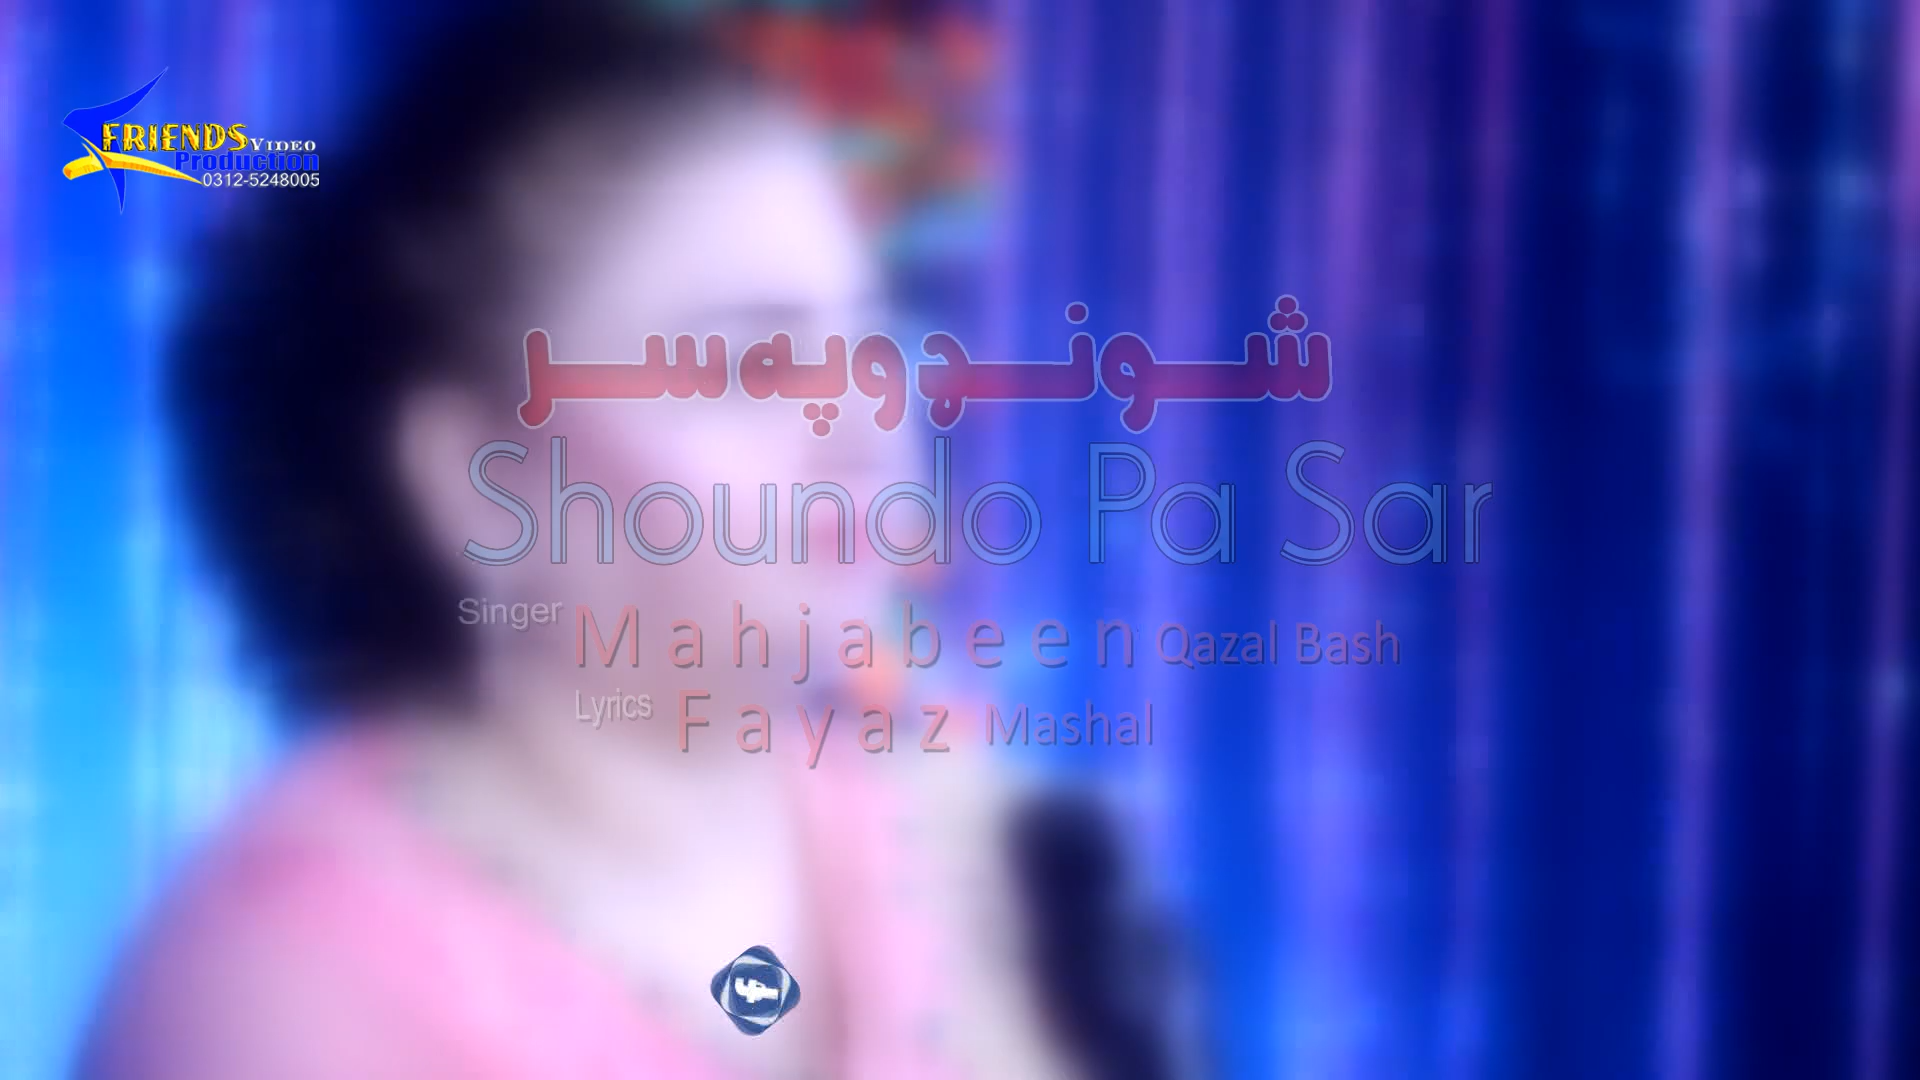 FRIENDS VIDEO
Production
0312-5248005
شونډو په سر
Shoundo Pa Sar
Singer Mahjabeen Qazal Bash
Lyrics Fayaz Mashal
f